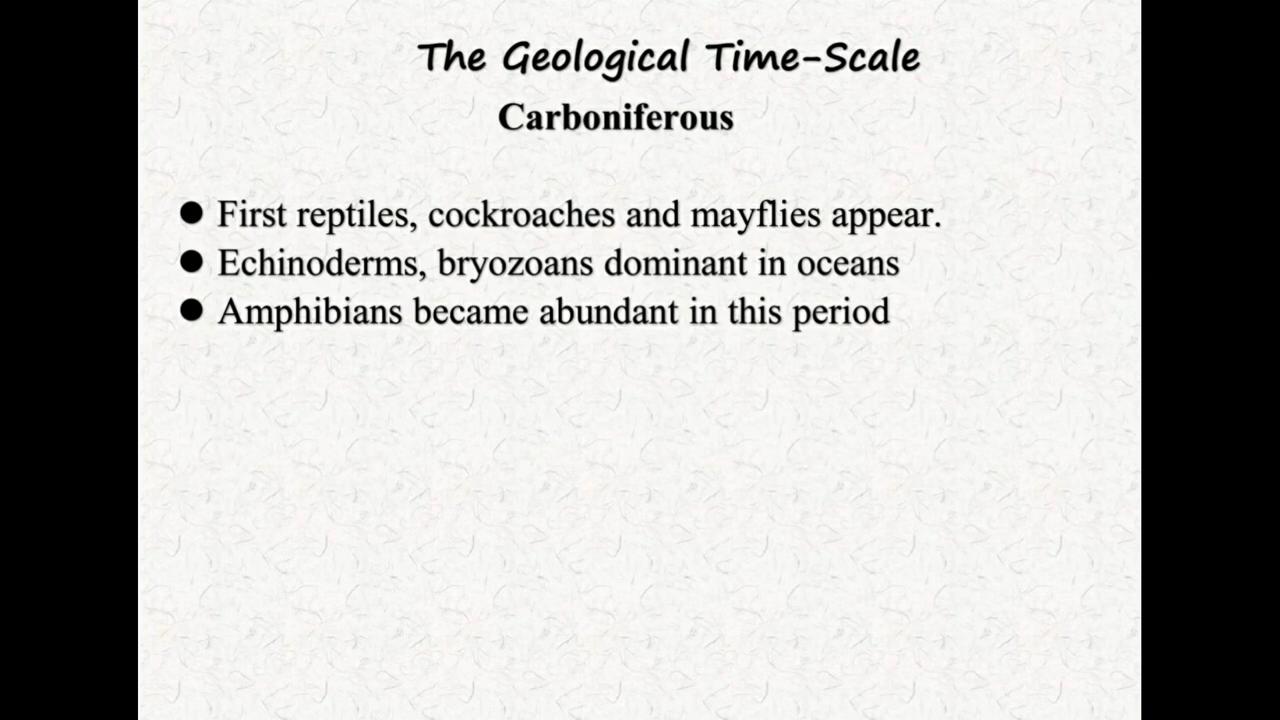 The Geological Time-Scale
Carboniferous
● First reptiles, cockroaches and mayflies appear.
● Echinoderms, bryozoans dominant in oceans
● Amphibians became abundant in this period